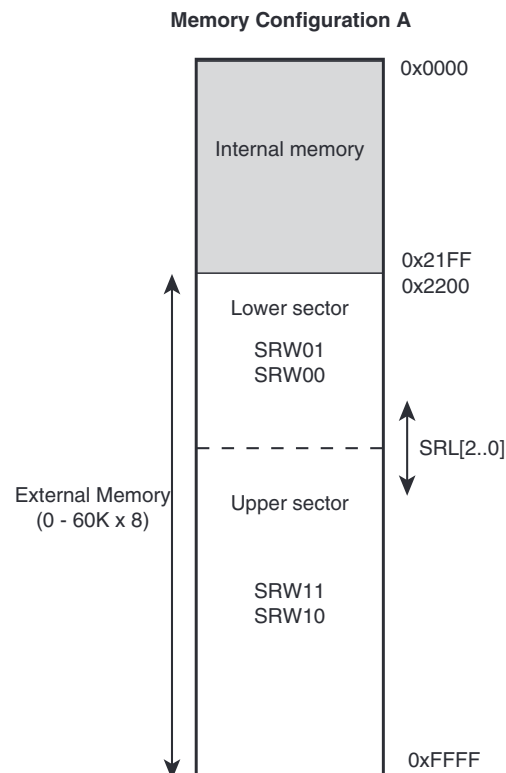 Memory Configuration A
0x0000
Internal memory
0x21FF
0x2200
Lower sector
SRW01
SRW00
SRL[2..0]
External Memory
(0 - 60K x 8)
Upper sector
SRW11
SRW10
0xFFFF